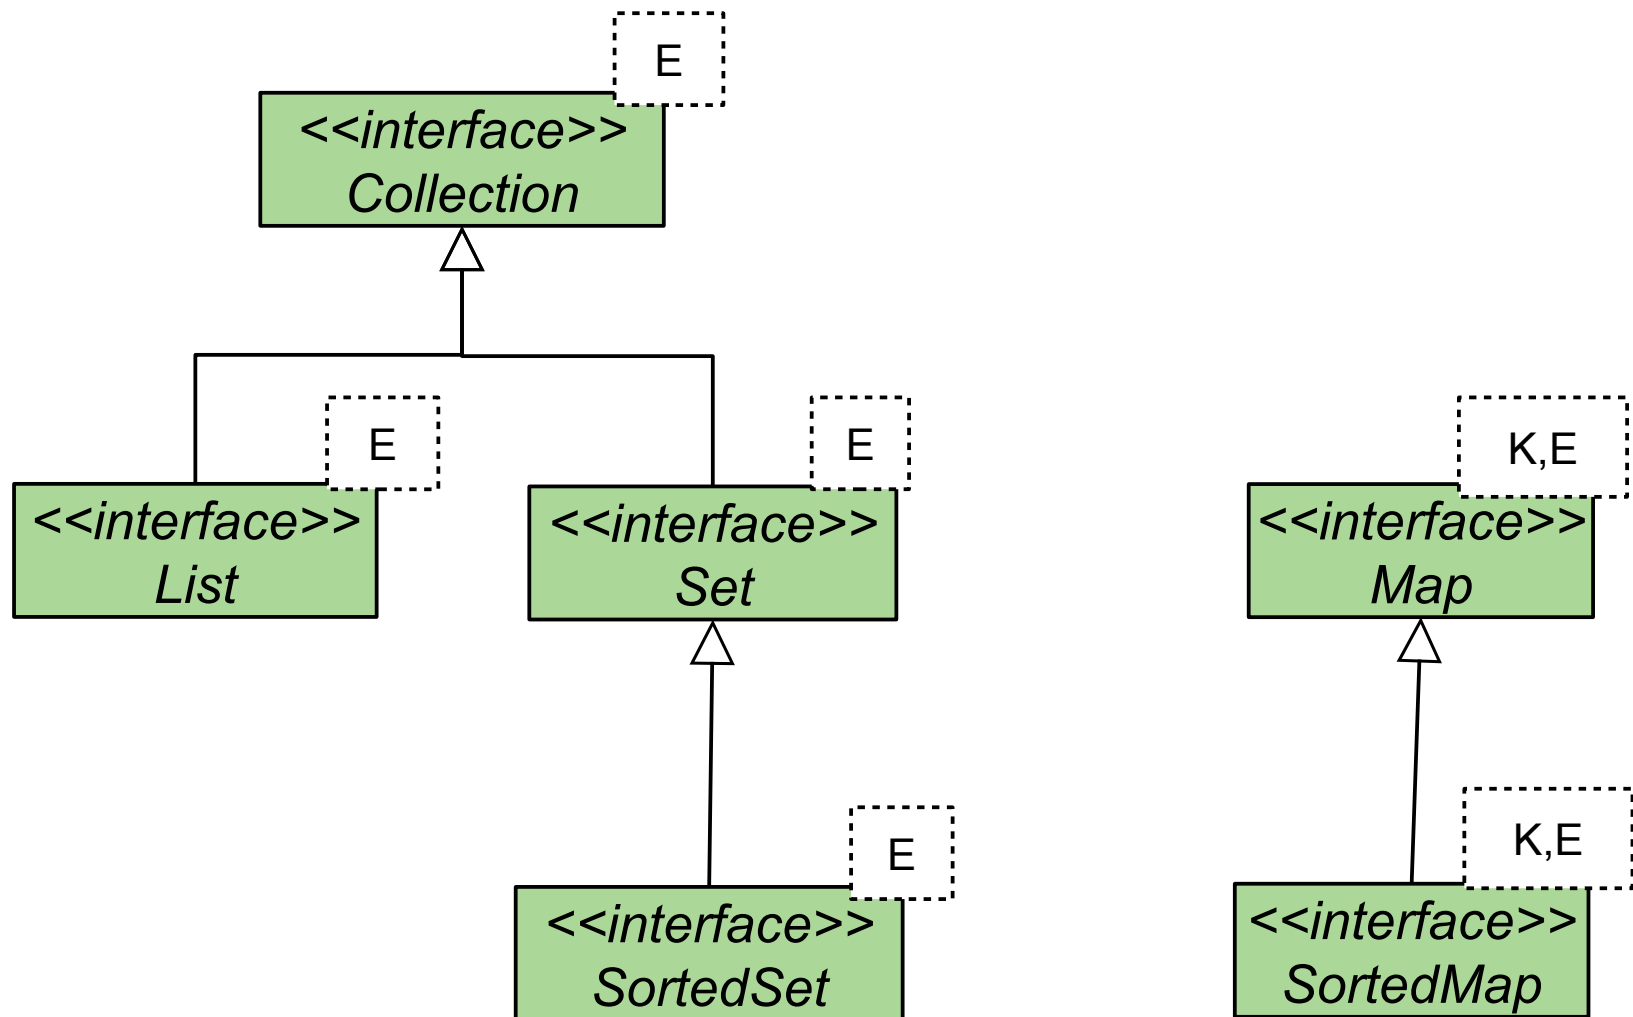 E
<<interface>>
Collection
E
<<interface>>
List
E
<<interface>>
Set
K,E
<<interface>>
Map
E
<<interface>>
SortedSet
K,E
<<interface>>
SortedMap